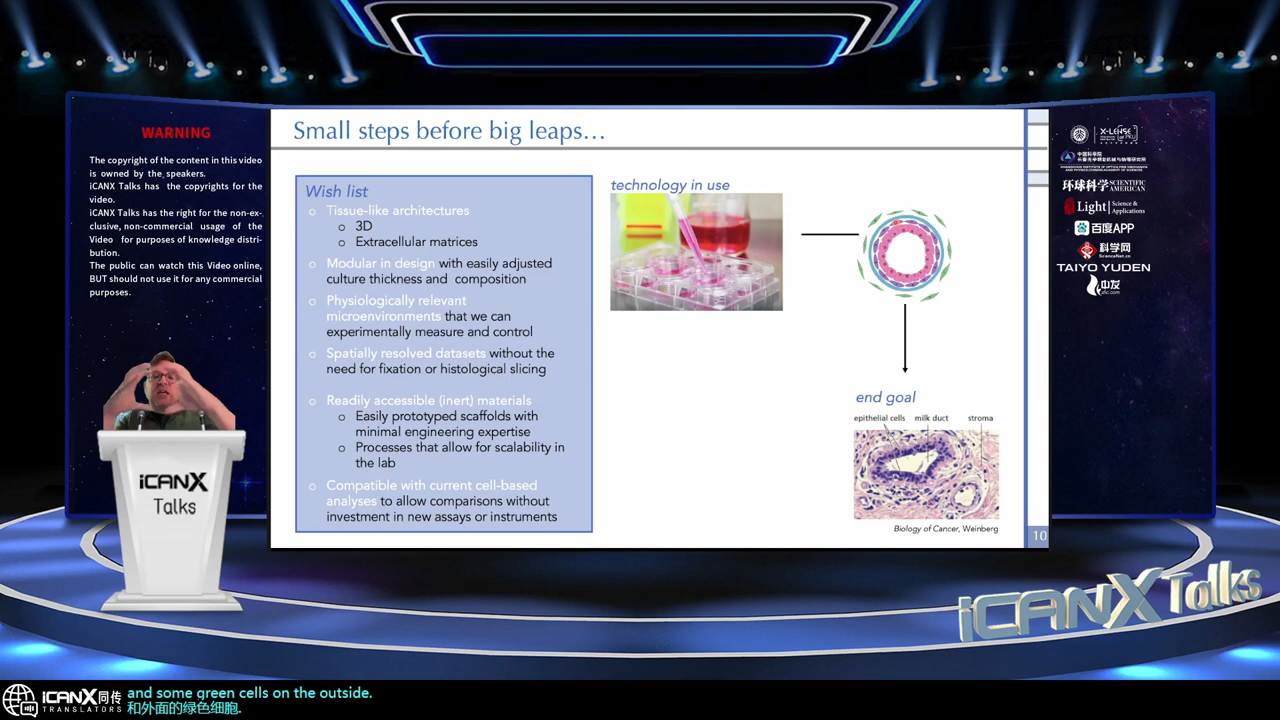 WARNING
The copyright of the content in this video
is owned by the speakers.
iCANX Talks has the copyrights for the
video.
iCANX Talks has the right for the non-ex-
clusive, non-commercial usage of the
Video for purposes of knowledge distri-
bution.
The public can watch this Video online,
BUT should not use it for any commercial
purposes.
iCANX
Talks
Small steps before big leaps…
Wish list
Tissue-like architectures
3D
Extracellular matrices
Modular in design with easily adjusted
culture thickness and composition
Physiologically relevant
microenvironments that we can
experimentally measure and control
Spatially resolved datasets without the
need for fixation or histological slicing
Readily accessible (inert) materials
Easily prototyped scaffolds with
minimal engineering expertise
Processes that allow for scalability in
the lab
Compatible with current cell-based
analyses to allow comparisons without
investment in new assays or instruments
technology in use
end goal
epithelial cells milk duct stroma
Biology of Cancer, Weinberg
10
X-LENSE
环球科学 SCIENTIFIC AMERICAN
Light Science & Applications
百度APP
科学网
ScienceNet.cn
TAIYO YUDEN
中友
iCANX Talks
iCANX同传
TRANSLATORS
and some green cells on the outside.
和外面的绿色细胞.